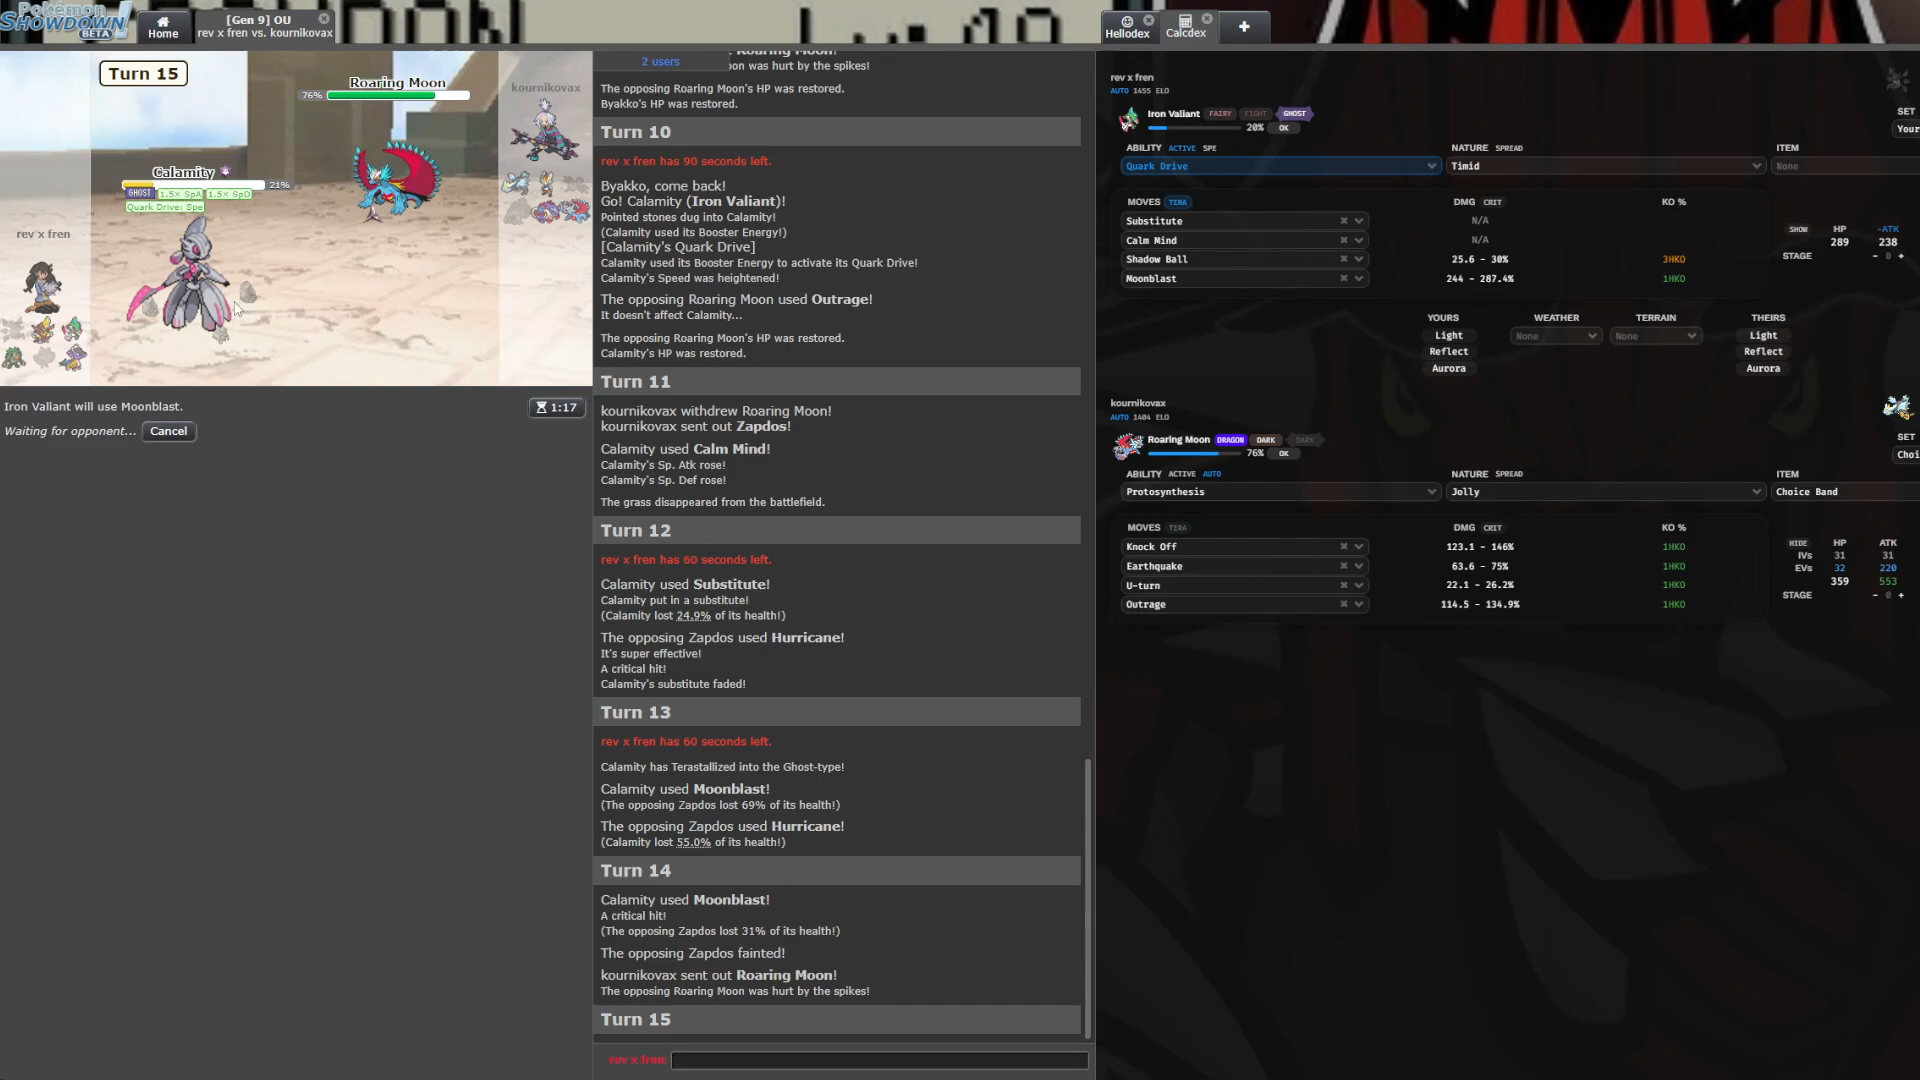 Pokémon
SHOWDOWN!
BETA
Home
[Gen 9] OU
rev x fren vs. kournikovax
Hellodex
Calcdex
Turn 15
Roaring Moon
76%
kournikovax
Calamity
21%
GHOST 1.5× SpA 1.5× SpD
Quark Drive: Spe
rev x fren
Iron Valiant will use Moonblast.
1:17
Waiting for opponent...
Cancel
2 users
Roaring Moon!
on was hurt by the spikes!
The opposing Roaring Moon's HP was restored.
Byakko's HP was restored.
Turn 10
rev x fren has 90 seconds left.
Byakko, come back!
Go! Calamity (Iron Valiant)!
Pointed stones dug into Calamity!
(Calamity used its Booster Energy!)
[Calamity's Quark Drive]
Calamity used its Booster Energy to activate its Quark Drive!
Calamity's Speed was heightened!
The opposing Roaring Moon used Outrage!
It doesn't affect Calamity...
The opposing Roaring Moon's HP was restored.
Calamity's HP was restored.
Turn 11
kournikovax withdrew Roaring Moon!
kournikovax sent out Zapdos!
Calamity used Calm Mind!
Calamity's Sp. Atk rose!
Calamity's Sp. Def rose!
The grass disappeared from the battlefield.
Turn 12
rev x fren has 60 seconds left.
Calamity used Substitute!
Calamity put in a substitute!
(Calamity lost 24.9% of its health!)
The opposing Zapdos used Hurricane!
It's super effective!
A critical hit!
Calamity's substitute faded!
Turn 13
rev x fren has 60 seconds left.
Calamity has Terastallized into the Ghost-type!
Calamity used Moonblast!
(The opposing Zapdos lost 69% of its health!)
The opposing Zapdos used Hurricane!
(Calamity lost 55.0% of its health!)
Turn 14
Calamity used Moonblast!
A critical hit!
(The opposing Zapdos lost 31% of its health!)
The opposing Zapdos fainted!
kournikovax sent out Roaring Moon!
The opposing Roaring Moon was hurt by the spikes!
Turn 15
rev x fren:
rev x fren
AUTO 1455 ELO
Iron Valiant FAIRY FIGHT GHOST
20% OK
SET
Your
ABILITY ACTIVE SPE NATURE SPREAD ITEM
Quark Drive Timid None
MOVES TERA DMG CRIT KO %
Substitute N/A
Calm Mind N/A
Shadow Ball 25.6 - 30% 3HKO
Moonblast 244 - 287.4% 1HKO
SHOW HP -ATK
289 238
STAGE - 0 +
YOURS WEATHER TERRAIN THEIRS
Light None None Light
Reflect Reflect
Aurora Aurora
kournikovax
AUTO 1404 ELO
Roaring Moon DRAGON DARK DARK
76% OK
SET
Choi
ABILITY ACTIVE AUTO NATURE SPREAD ITEM
Protosynthesis Jolly Choice Band
MOVES TERA DMG CRIT KO %
Knock Off 123.1 - 146% 1HKO
Earthquake 63.6 - 75% 1HKO
U-turn 22.1 - 26.2% 1HKO
Outrage 114.5 - 134.9% 1HKO
HIDE HP ATK
IVs 31 31
EVs 32 220
359 553
STAGE - 0 +